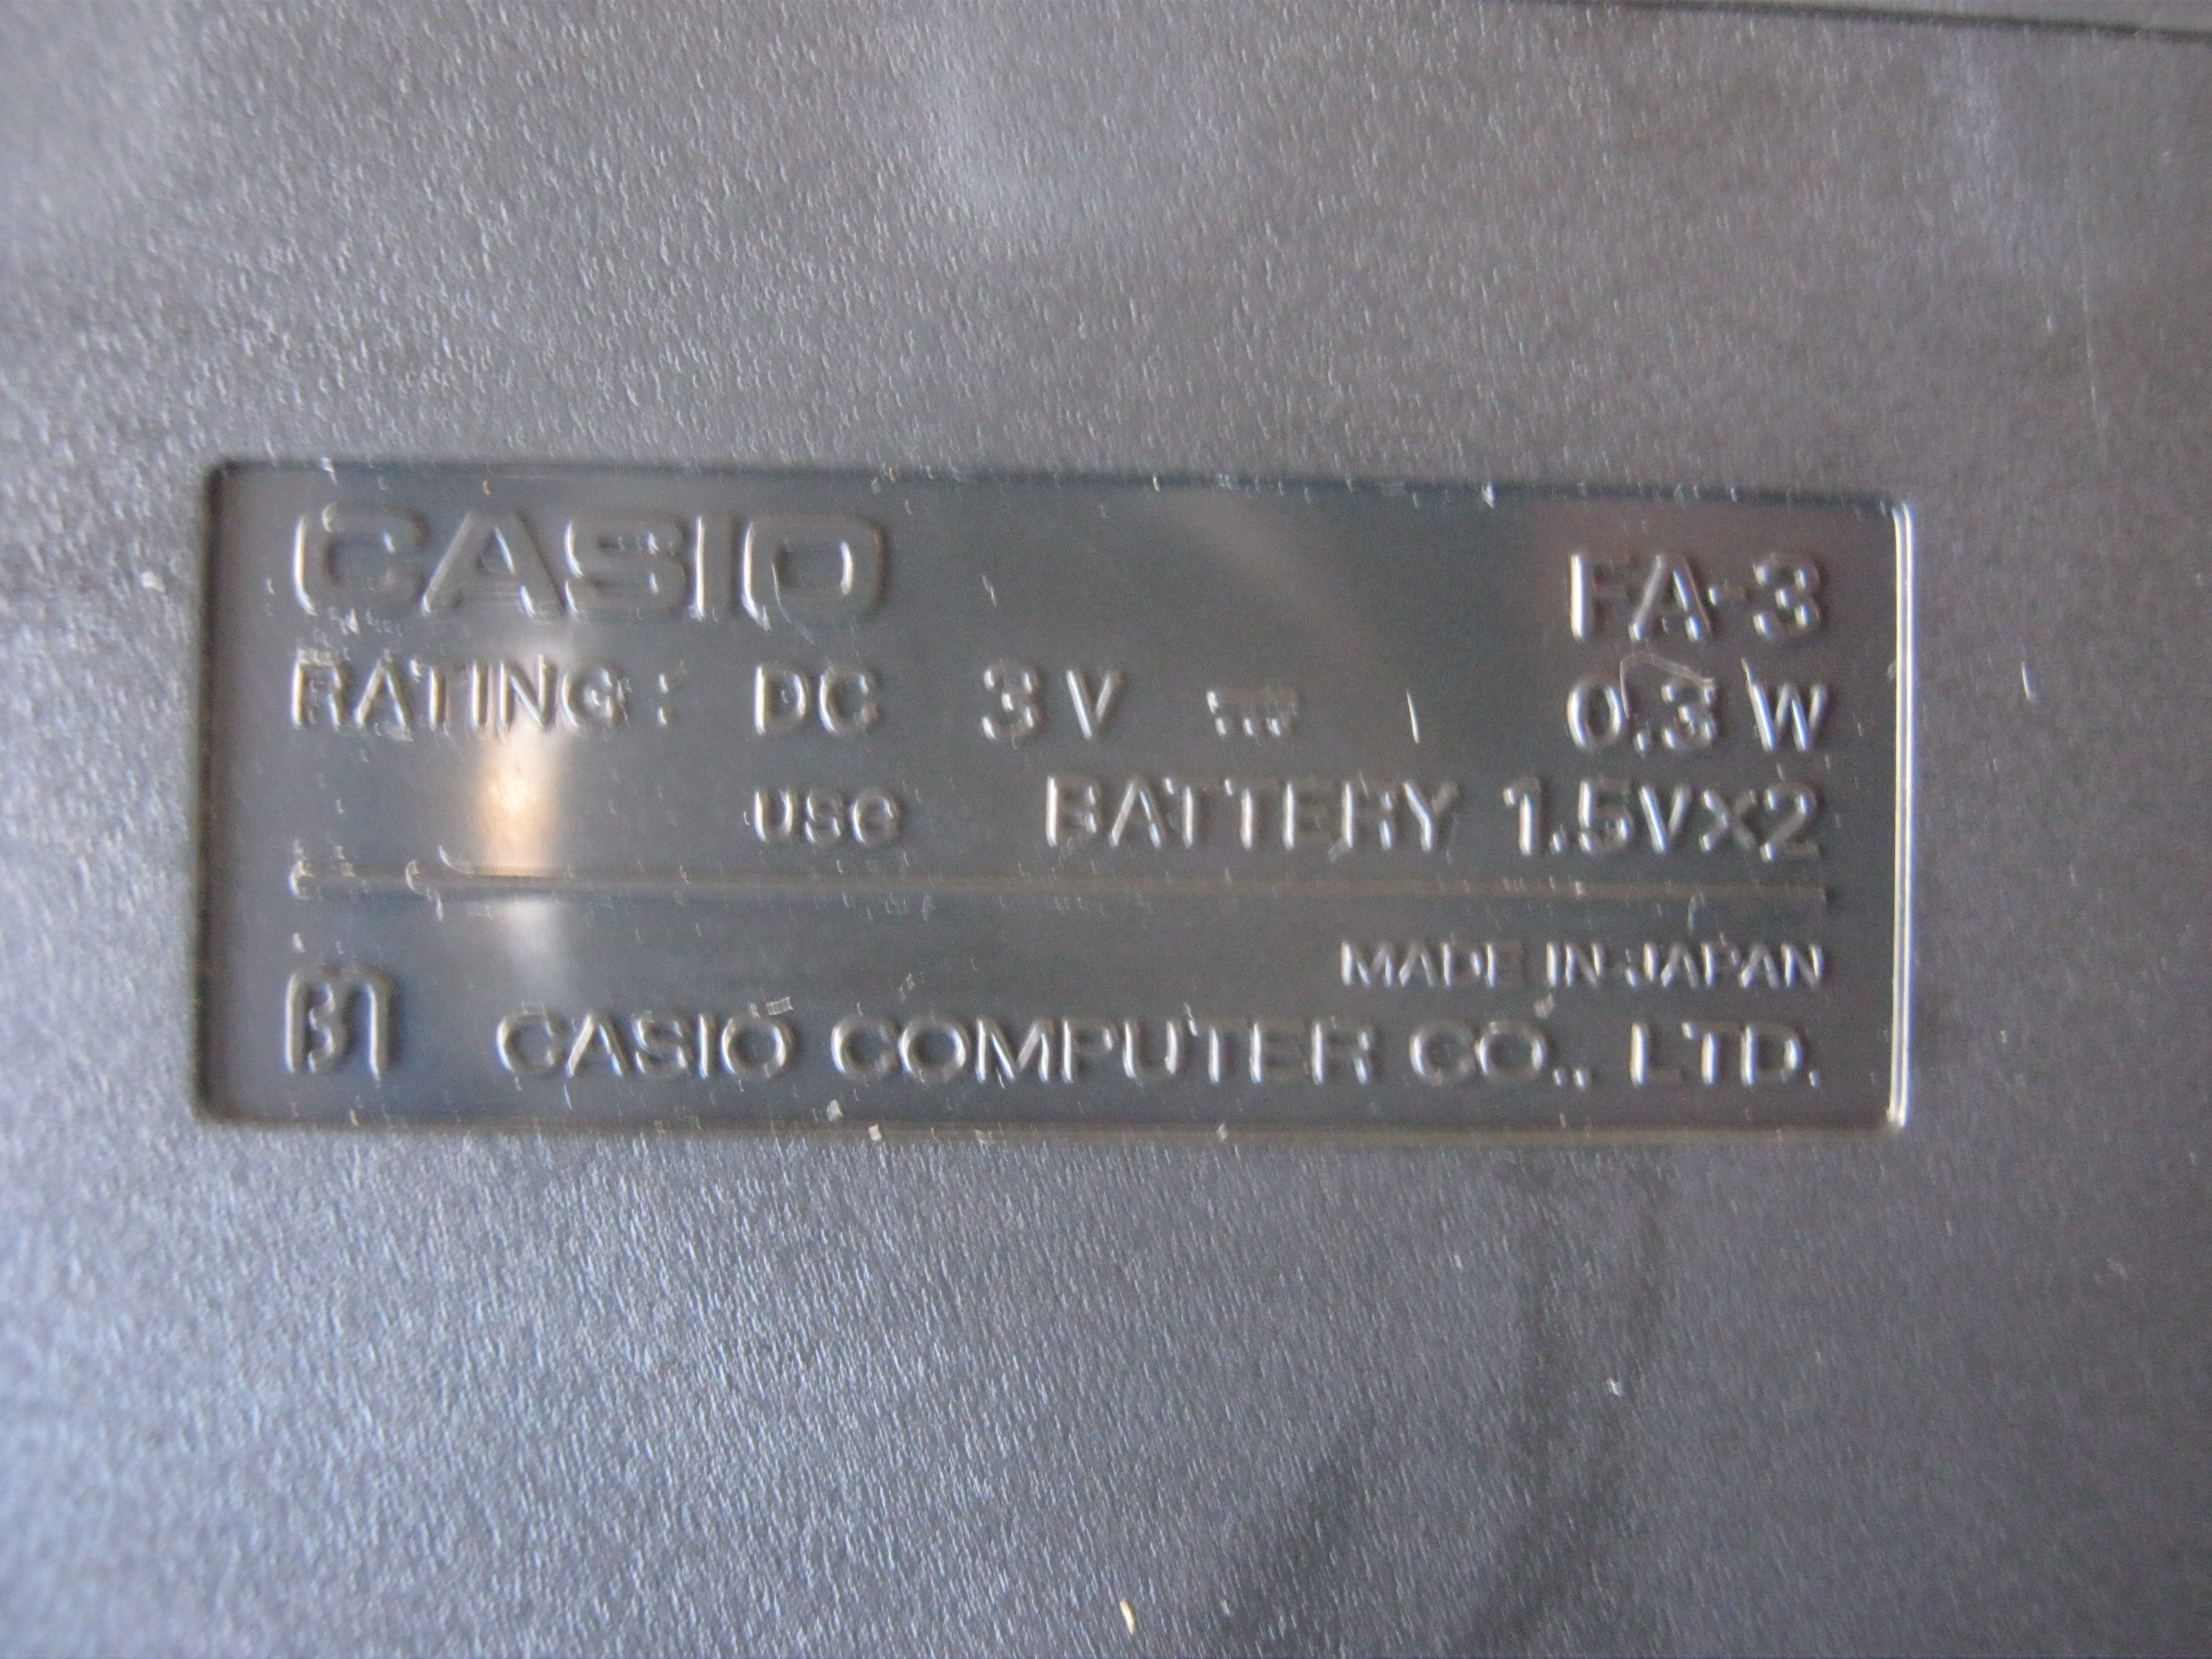 CASIO FA-3
RATING: DC 3V ⎓ 0.3W
use BATTERY 1.5VX2
MADE IN JAPAN
CASIO COMPUTER CO., LTD.